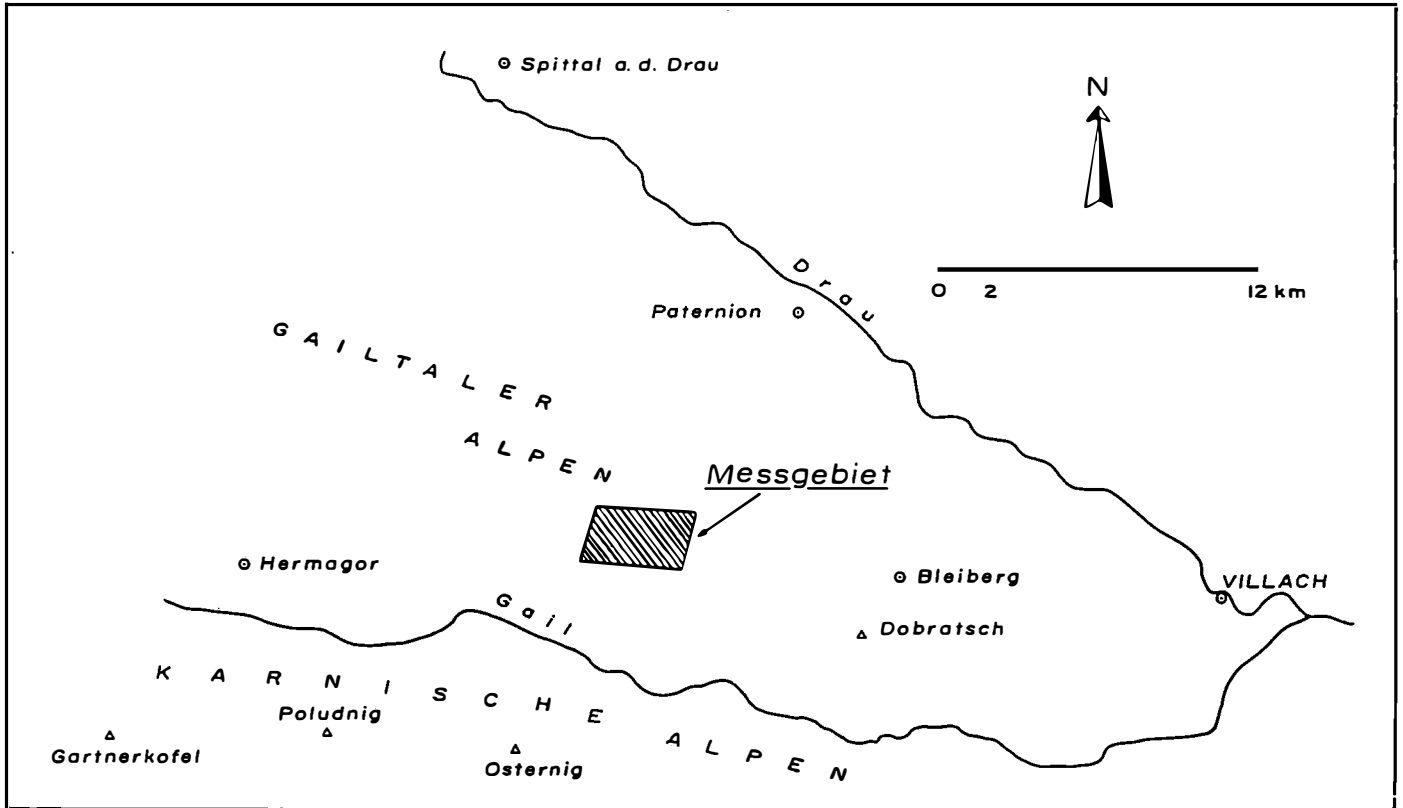 Spittal a. d. Drau
N
Drau
0 2 12 km
Paternion
GAILTALER
ALPEN
Messgebiet
Hermagor
Bleiberg
VILLACH
Gail
Dobratsch
KARNISCHE ALPEN
Poludnig
Gartnerkofel
Osternig